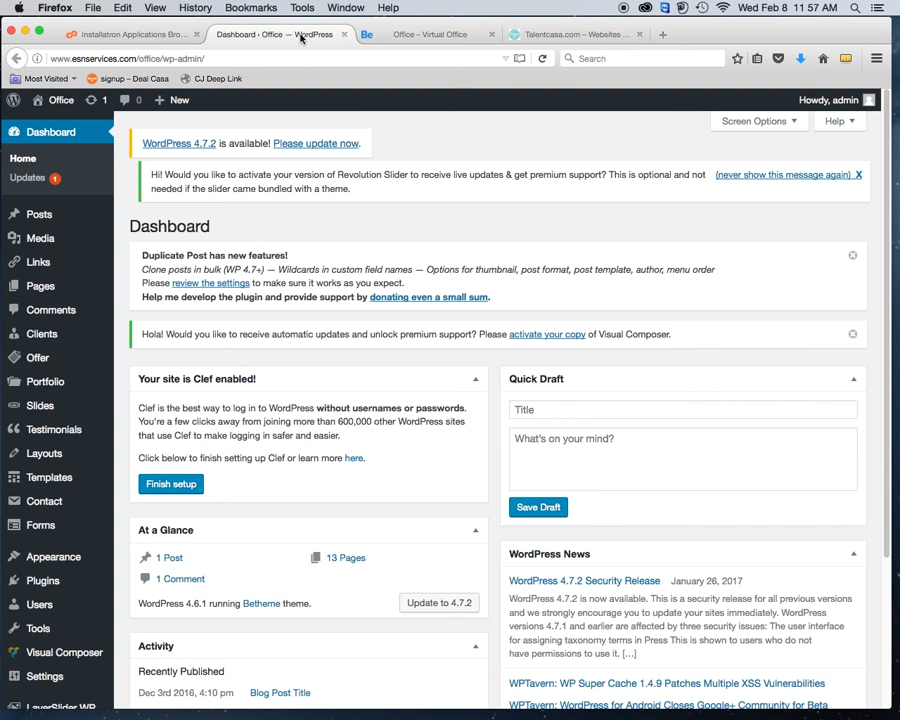 Firefox File Edit View History Bookmarks Tools Window Help Wed Feb 8 11:57 AM
Installatron Applications Bro... × Dashboard ‹ Office — WordPress × Be Office – Virtual Office × Talentcasa.com – Websites ... × +
www.esnservices.com/office/wp-admin/ Search
Most Visited signup – Deal Casa CJ Deep Link
Office 1 0 + New Howdy, admin
Dashboard
Home
Updates 1
Posts
Media
Links
Pages
Comments
Clients
Offer
Portfolio
Slides
Testimonials
Layouts
Templates
Contact
Forms
Appearance
Plugins
Users
Tools
Visual Composer
Settings
LayerSlider WP
Screen Options Help
WordPress 4.7.2 is available! Please update now.
Hi! Would you like to activate your version of Revolution Slider to receive live updates & get premium support? This is optional and not (never show this message again) X
needed if the slider came bundled with a theme.
Dashboard
Duplicate Post has new features!
Clone posts in bulk (WP 4.7+) — Wildcards in custom field names — Options for thumbnail, post format, post template, author, menu order
Please review the settings to make sure it works as you expect.
Help me develop the plugin and provide support by donating even a small sum.
Hola! Would you like to receive automatic updates and unlock premium support? Please activate your copy of Visual Composer.
Your site is Clef enabled!
Clef is the best way to log in to WordPress without usernames or passwords.
You're a few clicks away from joining more than 600,000 other WordPress sites
that use Clef to make logging in safer and easier.
Click below to finish setting up Clef or learn more here.
Finish setup
At a Glance
1 Post 13 Pages
1 Comment
WordPress 4.6.1 running Betheme theme. Update to 4.7.2
Activity
Recently Published
Dec 3rd 2016, 4:10 pm Blog Post Title
Quick Draft
Title
What's on your mind?
Save Draft
WordPress News
WordPress 4.7.2 Security Release January 26, 2017
WordPress 4.7.2 is now available. This is a security release for all previous versions
and we strongly encourage you to update your sites immediately. WordPress
versions 4.7.1 and earlier are affected by three security issues: The user interface
for assigning taxonomy terms in Press This is shown to users who do not
have permissions to use it. [...]
WPTavern: WP Super Cache 1.4.9 Patches Multiple XSS Vulnerabilities
WPTavern: WordPress for Android Closes Google+ Community for Beta